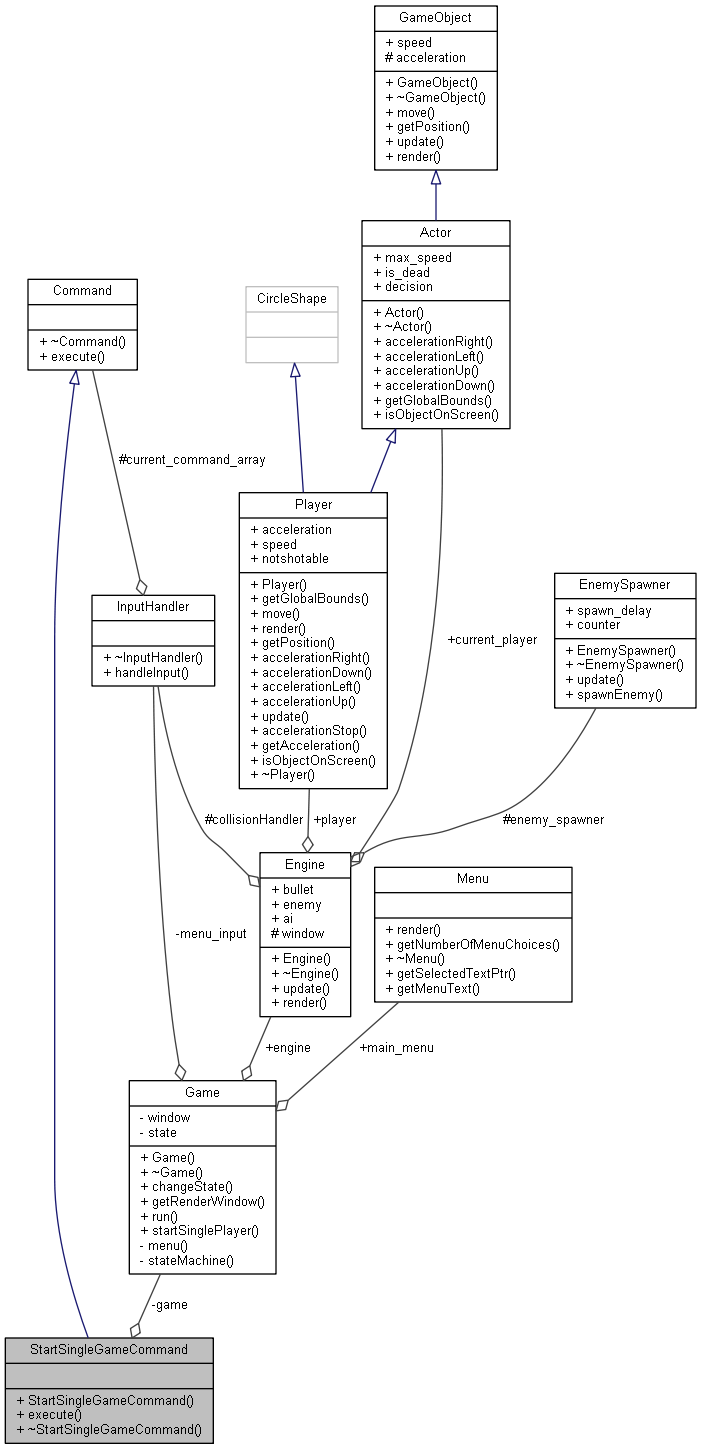 GameObject
+ speed
# acceleration
+ GameObject()
+ ~GameObject()
+ move()
+ getPosition()
+ update()
+ render()
Actor
+ max_speed
+ is_dead
+ decision
+ Actor()
+ ~Actor()
+ accelerationRight()
+ accelerationLeft()
+ accelerationUp()
+ accelerationDown()
+ getGlobalBounds()
+ isObjectOnScreen()
Command
+ ~Command()
+ execute()
CircleShape
#current_command_array
Player
+ acceleration
+ speed
+ notshotable
+ Player()
+ getGlobalBounds()
+ move()
+ render()
+ getPosition()
+ accelerationRight()
+ accelerationDown()
+ accelerationLeft()
+ accelerationUp()
+ update()
+ accelerationStop()
+ getAcceleration()
+ isObjectOnScreen()
+ ~Player()
InputHandler
+ ~InputHandler()
+ handleInput()
+current_player
EnemySpawner
+ spawn_delay
+ counter
+ EnemySpawner()
+ ~EnemySpawner()
+ update()
+ spawnEnemy()
#collisionHandler
+player
#enemy_spawner
Engine
+ bullet
+ enemy
+ ai
# window
+ Engine()
+ ~Engine()
+ update()
+ render()
Menu
+ render()
+ getNumberOfMenuChoices()
+ ~Menu()
+ getSelectedTextPtr()
+ getMenuText()
-menu_input
+engine
+main_menu
Game
- window
- state
+ Game()
+ ~Game()
+ changeState()
+ getRenderWindow()
+ run()
+ startSinglePlayer()
- menu()
- stateMachine()
-game
StartSingleGameCommand
+ StartSingleGameCommand()
+ execute()
+ ~StartSingleGameCommand()